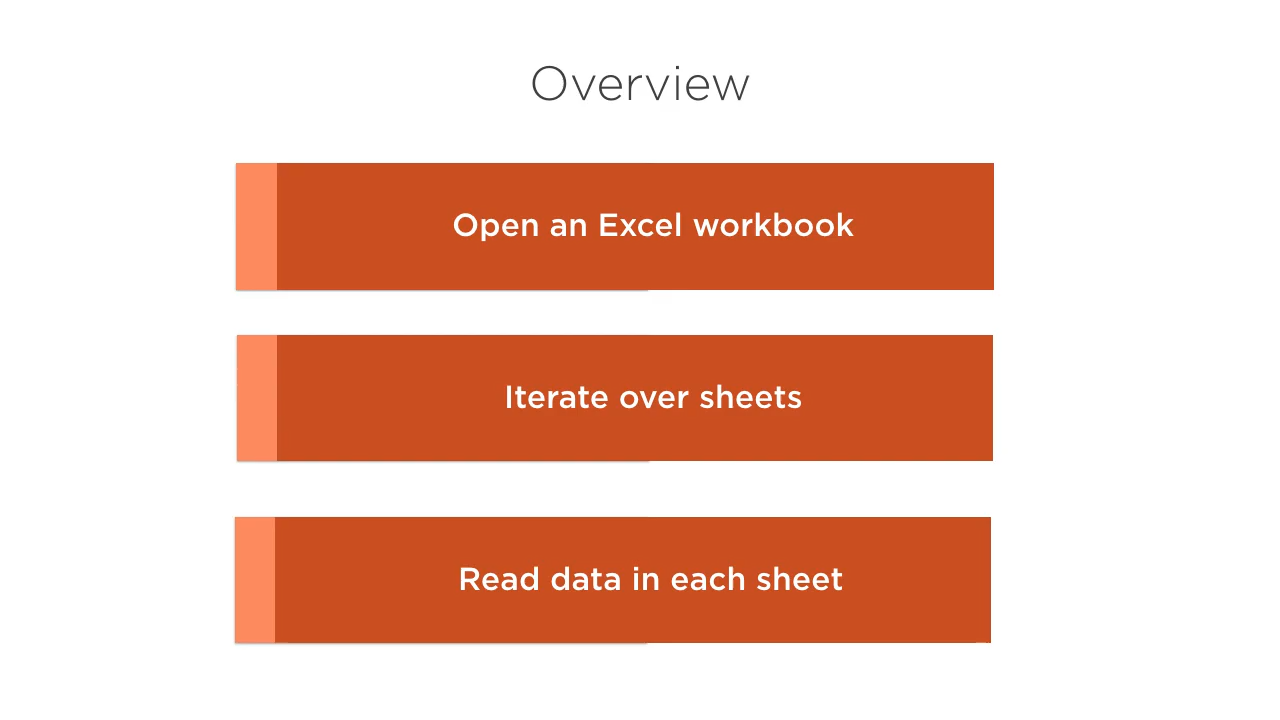 Overview
Open an Excel workbook
Iterate over sheets
Read data in each sheet